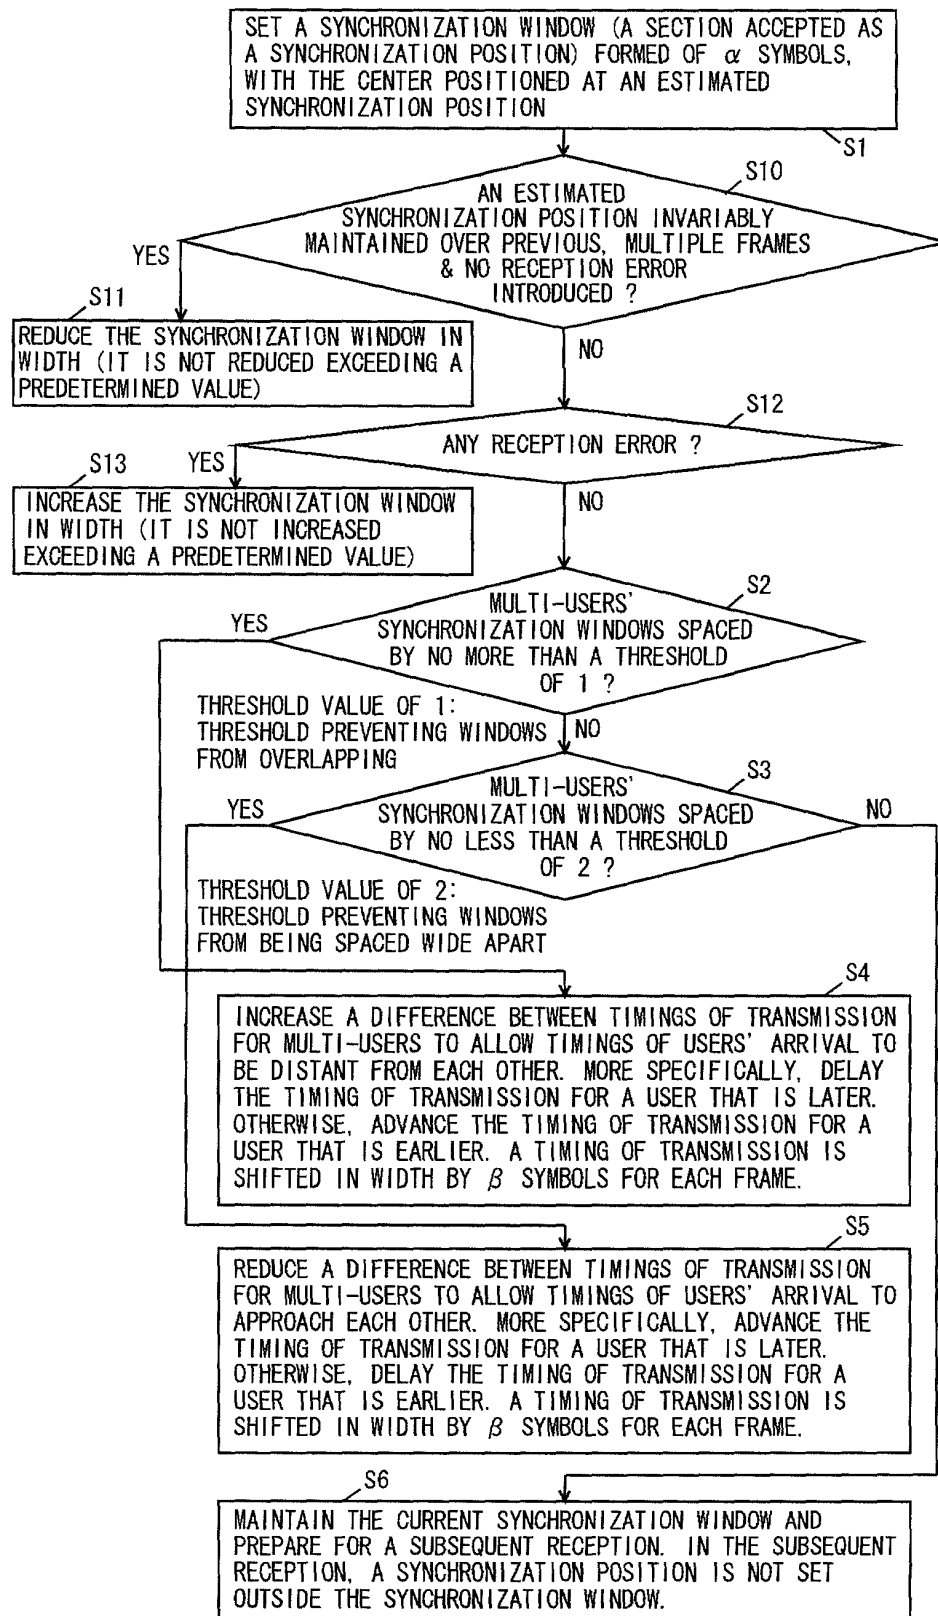 SET A SYNCHRONIZATION WINDOW (A SECTION ACCEPTED AS
A SYNCHRONIZATION POSITION) FORMED OF α SYMBOLS,
WITH THE CENTER POSITIONED AT AN ESTIMATED
SYNCHRONIZATION POSITION
S1
S10
AN ESTIMATED
SYNCHRONIZATION POSITION INVARIABLY
MAINTAINED OVER PREVIOUS, MULTIPLE FRAMES
& NO RECEPTION ERROR
INTRODUCED ?
YES
NO
S11
REDUCE THE SYNCHRONIZATION WINDOW IN
WIDTH (IT IS NOT REDUCED EXCEEDING A
PREDETERMINED VALUE)
S12
ANY RECEPTION ERROR ?
YES
NO
S13
INCREASE THE SYNCHRONIZATION WINDOW
IN WIDTH (IT IS NOT INCREASED
EXCEEDING A PREDETERMINED VALUE)
S2
MULTI-USERS'
SYNCHRONIZATION WINDOWS SPACED
BY NO MORE THAN A THRESHOLD
OF 1 ?
YES
NO
THRESHOLD VALUE OF 1:
THRESHOLD PREVENTING WINDOWS
FROM OVERLAPPING
S3
MULTI-USERS'
SYNCHRONIZATION WINDOWS SPACED
BY NO LESS THAN A THRESHOLD
OF 2 ?
YES
NO
THRESHOLD VALUE OF 2:
THRESHOLD PREVENTING WINDOWS
FROM BEING SPACED WIDE APART
S4
INCREASE A DIFFERENCE BETWEEN TIMINGS OF TRANSMISSION
FOR MULTI-USERS TO ALLOW TIMINGS OF USERS' ARRIVAL TO
BE DISTANT FROM EACH OTHER. MORE SPECIFICALLY, DELAY
THE TIMING OF TRANSMISSION FOR A USER THAT IS LATER.
OTHERWISE, ADVANCE THE TIMING OF TRANSMISSION FOR A
USER THAT IS EARLIER. A TIMING OF TRANSMISSION IS
SHIFTED IN WIDTH BY β SYMBOLS FOR EACH FRAME.
S5
REDUCE A DIFFERENCE BETWEEN TIMINGS OF TRANSMISSION
FOR MULTI-USERS TO ALLOW TIMINGS OF USERS' ARRIVAL TO
APPROACH EACH OTHER. MORE SPECIFICALLY, ADVANCE THE
TIMING OF TRANSMISSION FOR A USER THAT IS LATER.
OTHERWISE, DELAY THE TIMING OF TRANSMISSION FOR A
USER THAT IS EARLIER. A TIMING OF TRANSMISSION IS
SHIFTED IN WIDTH BY β SYMBOLS FOR EACH FRAME.
S6
MAINTAIN THE CURRENT SYNCHRONIZATION WINDOW AND
PREPARE FOR A SUBSEQUENT RECEPTION. IN THE SUBSEQUENT
RECEPTION, A SYNCHRONIZATION POSITION IS NOT SET
OUTSIDE THE SYNCHRONIZATION WINDOW.